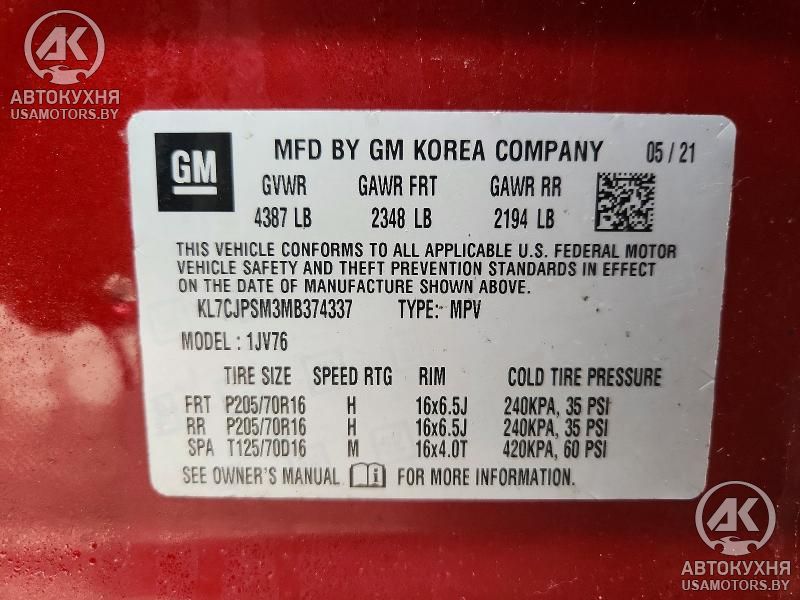 АК
АВТОКУХНЯ
USAMOTORS.BY
GM
MFD BY GM KOREA COMPANY 05 / 21
GVWR GAWR FRT GAWR RR
4387 LB 2348 LB 2194 LB
THIS VEHICLE CONFORMS TO ALL APPLICABLE U.S. FEDERAL MOTOR
VEHICLE SAFETY AND THEFT PREVENTION STANDARDS IN EFFECT
ON THE DATE OF MANUFACTURE SHOWN ABOVE.
KL7CJPSM3MB374337 TYPE: MPV
MODEL : 1JV76
TIRE SIZE SPEED RTG RIM COLD TIRE PRESSURE
FRT P205/70R16 H 16x6.5J 240KPA, 35 PSI
RR P205/70R16 H 16x6.5J 240KPA, 35 PSI
SPA T125/70D16 M 16x4.0T 420KPA, 60 PSI
SEE OWNER'S MANUAL FOR MORE INFORMATION.
АК
АВТОКУХНЯ
USAMOTORS.BY